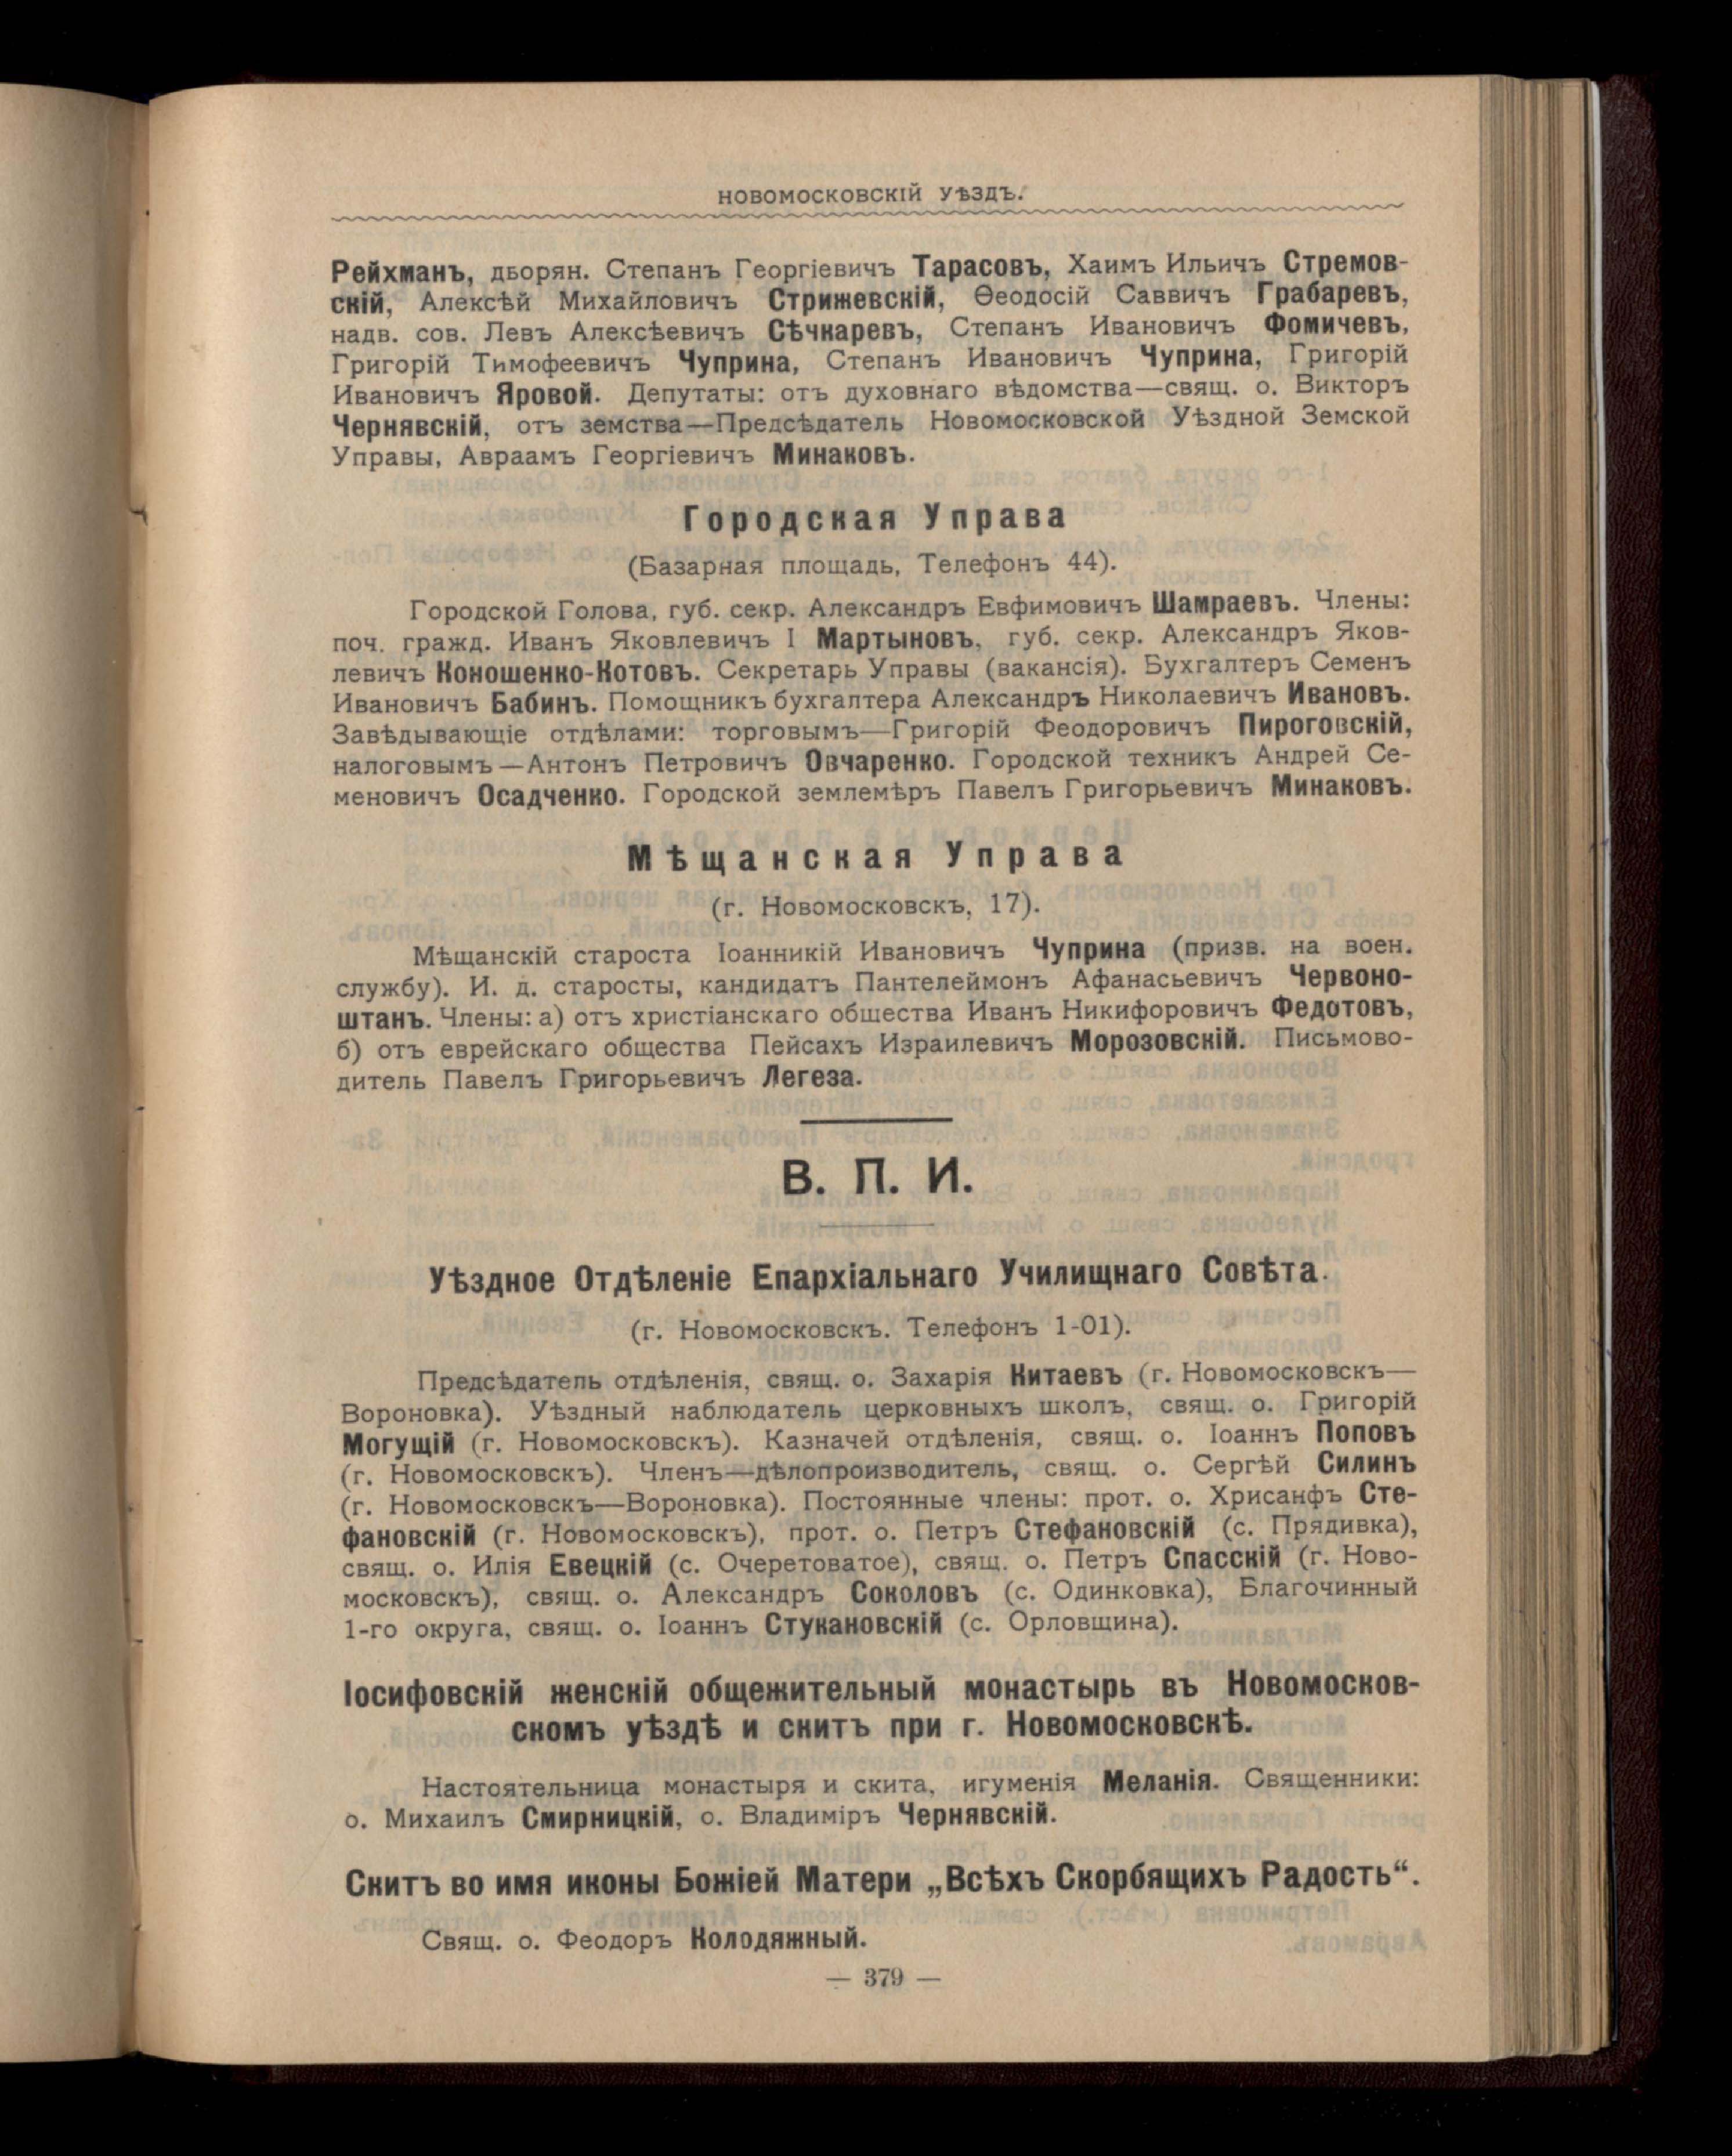 НОВОМОСКОВСКІЙ УѢЗДЪ.
Рейхманъ, дворян. Степанъ Георгіевичъ Тарасовъ, Хаимъ Ильичъ Стремов-
скій, Алексѣй Михайловичъ Стрижевскій, Ѳеодосій Саввичъ Грабаревъ,
надв. сов. Левъ Алексѣевичъ Сѣчкаревъ, Степанъ Ивановичъ Фомичевъ,
Григорій Тимофеевичъ Чуприна, Степанъ Ивановичъ Чуприна, Григорій
Ивановичъ Яровой. Депутаты: отъ духовнаго вѣдомства—свящ. о. Викторъ
Чернявскій, отъ земства—Предсѣдатель Новомосковской Уѣздной Земской
Управы, Авраамъ Георгіевичъ Минаковъ.
Городская Управа
(Базарная площадь, Телефонъ 44).
Городской Голова, губ. секр. Александръ Евфимовичъ Шамраевъ. Члены:
поч. гражд. Иванъ Яковлевичъ I Мартыновъ, губ. секр. Александръ Яков-
левичъ Коношенко-Котовъ. Секретарь Управы (вакансія). Бухгалтеръ Семенъ
Ивановичъ Бабинъ. Помощникъ бухгалтера Александръ Николаевичъ Ивановъ.
Завѣдывающіе отдѣлами: торговымъ—Григорій Феодоровичъ Пироговскій,
налоговымъ—Антонъ Петровичъ Овчаренко. Городской техникъ Андрей Се-
меновичъ Осадченко. Городской землемѣръ Павелъ Григорьевичъ Минаковъ.
Мѣщанская Управа
(г. Новомосковскъ, 17).
Мѣщанскій староста Іоанникій Ивановичъ Чуприна (призв. на воен.
службу). И. д. старосты, кандидатъ Пантелеймонъ Афанасьевичъ Червоно-
штанъ. Члены: а) отъ христіанскаго общества Иванъ Никифоровичъ Федотовъ,
б) отъ еврейскаго общества Пейсахъ Израилевичъ Морозовскій. Письмово-
дитель Павелъ Григорьевичъ Легеза.
В. П. И.
Уѣздное Отдѣленіе Епархіальнаго Училищнаго Совѣта.
(г. Новомосковскъ. Телефонъ 1-01).
Предсѣдатель отдѣленія, свящ. о. Захарія Китаевъ (г. Новомосковскъ—
Вороновка). Уѣздный наблюдатель церковныхъ школъ, свящ. о. Григорій
Могущій (г. Новомосковскъ). Казначей отдѣленія, свящ. о. Іоаннъ Поповъ
(г. Новомосковскъ). Членъ—дѣлопроизводитель, свящ. о. Сергѣй Силинъ
(г. Новомосковскъ—Вороновка). Постоянные члены: прот. о. Хрисанфъ Сте-
фановскій (г. Новомосковскъ), прот. о. Петръ Стефановскій (с. Прядивка),
свящ. о. Илія Евецкій (с. Очеретоватое), свящ. о. Петръ Спасскій (г. Ново-
московскъ), свящ. о. Александръ Соколовъ (с. Одинковка), Благочинный
1-го округа, свящ. о. Іоаннъ Стукановскій (с. Орловщина).
Іосифовскій женскій общежительный монастырь въ Новомосков-
скомъ уѣздѣ и скитъ при г. Новомосковскѣ.
Настоятельница монастыря и скита, игуменія Меланія. Священники:
о. Михаилъ Смирницкій, о. Владиміръ Чернявскій.
Скитъ во имя иконы Божіей Матери „Всѣхъ Скорбящихъ Радость“.
Свящ. о. Феодоръ Колодяжный.
— 379 —